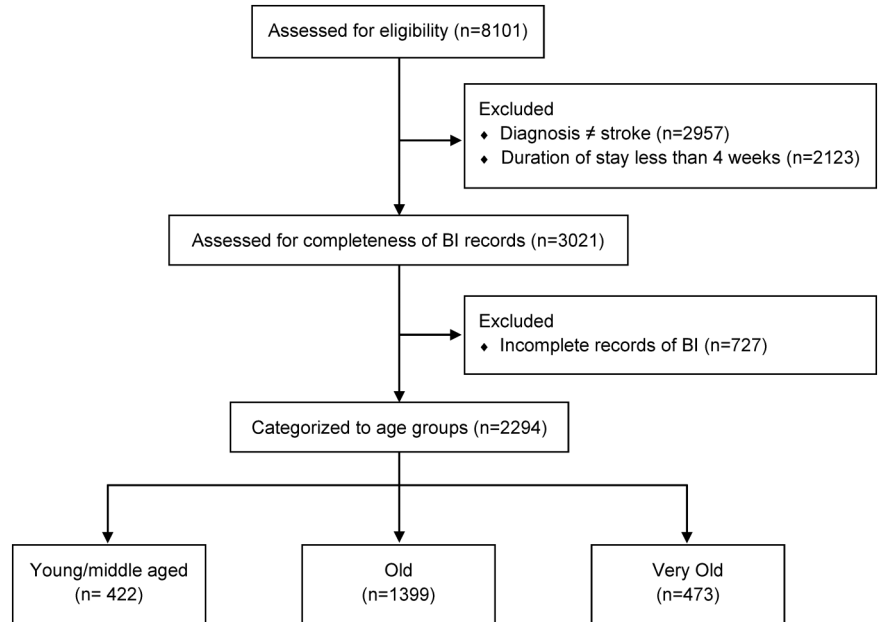 Assessed for eligibility (n=8101)
Excluded
♦ Diagnosis ≠ stroke (n=2957)
♦ Duration of stay less than 4 weeks (n=2123)
Assessed for completeness of BI records (n=3021)
Excluded
♦ Incomplete records of BI (n=727)
Categorized to age groups (n=2294)
Young/middle aged
(n= 422)
Old
(n=1399)
Very Old
(n=473)